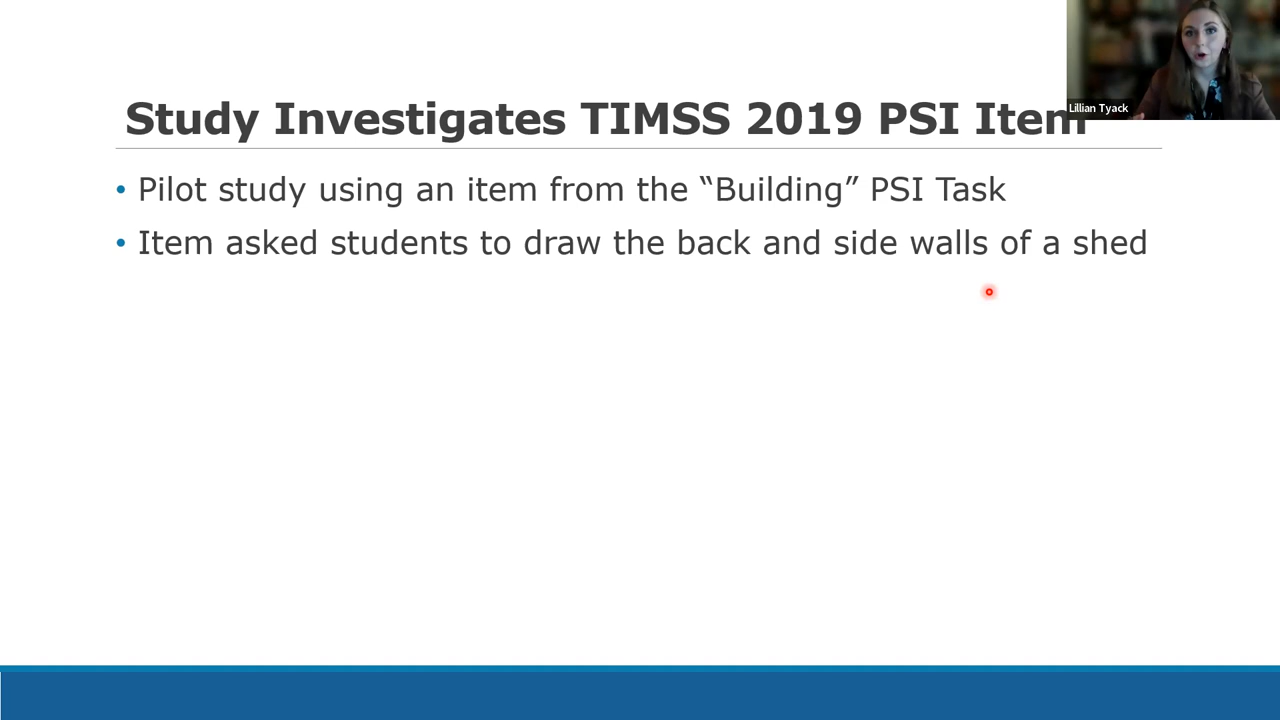 Lillian Tyack
Study Investigates TIMSS 2019 PSI Item
• Pilot study using an item from the “Building” PSI Task
• Item asked students to draw the back and side walls of a shed